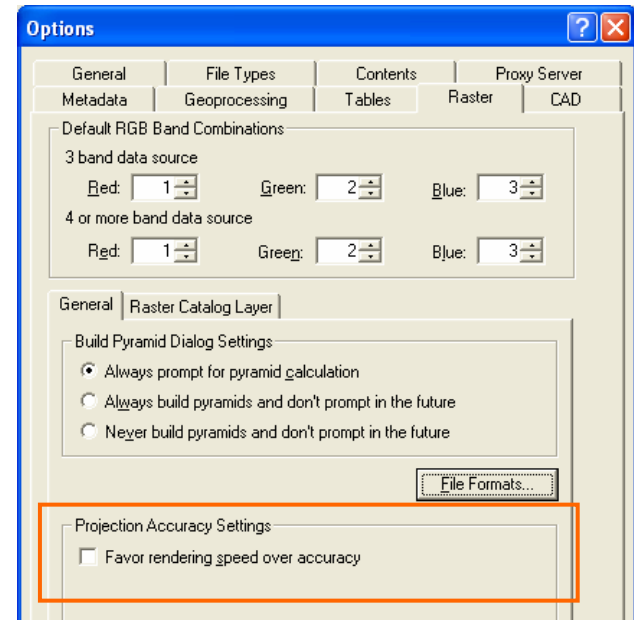 Options
General File Types Contents Proxy Server
Metadata Geoprocessing Tables Raster CAD
Default RGB Band Combinations
3 band data source
Red: 1 Green: 2 Blue: 3
4 or more band data source
Red: 1 Green: 2 Blue: 3
General Raster Catalog Layer
Build Pyramid Dialog Settings
Always prompt for pyramid calculation
Always build pyramids and don't prompt in the future
Never build pyramids and don't prompt in the future
File Formats...
Projection Accuracy Settings
Favor rendering speed over accuracy